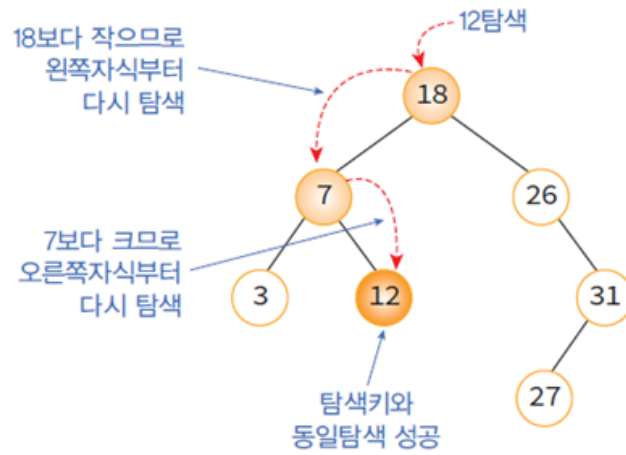 12탐색
18보다 작으므로
왼쪽자식부터
다시 탐색
18
7
26
7보다 크므로
오른쪽자식부터
다시 탐색
3
12
31
27
탐색키와
동일탐색 성공